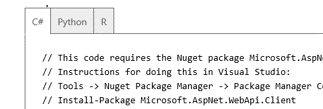 C# Python R
// This code requires the Nuget package Microsoft.AspN
// Instructions for doing this in Visual Studio:
// Tools -> Nuget Package Manager -> Package Manager C
// Install-Package Microsoft.AspNet.WebApi.Client